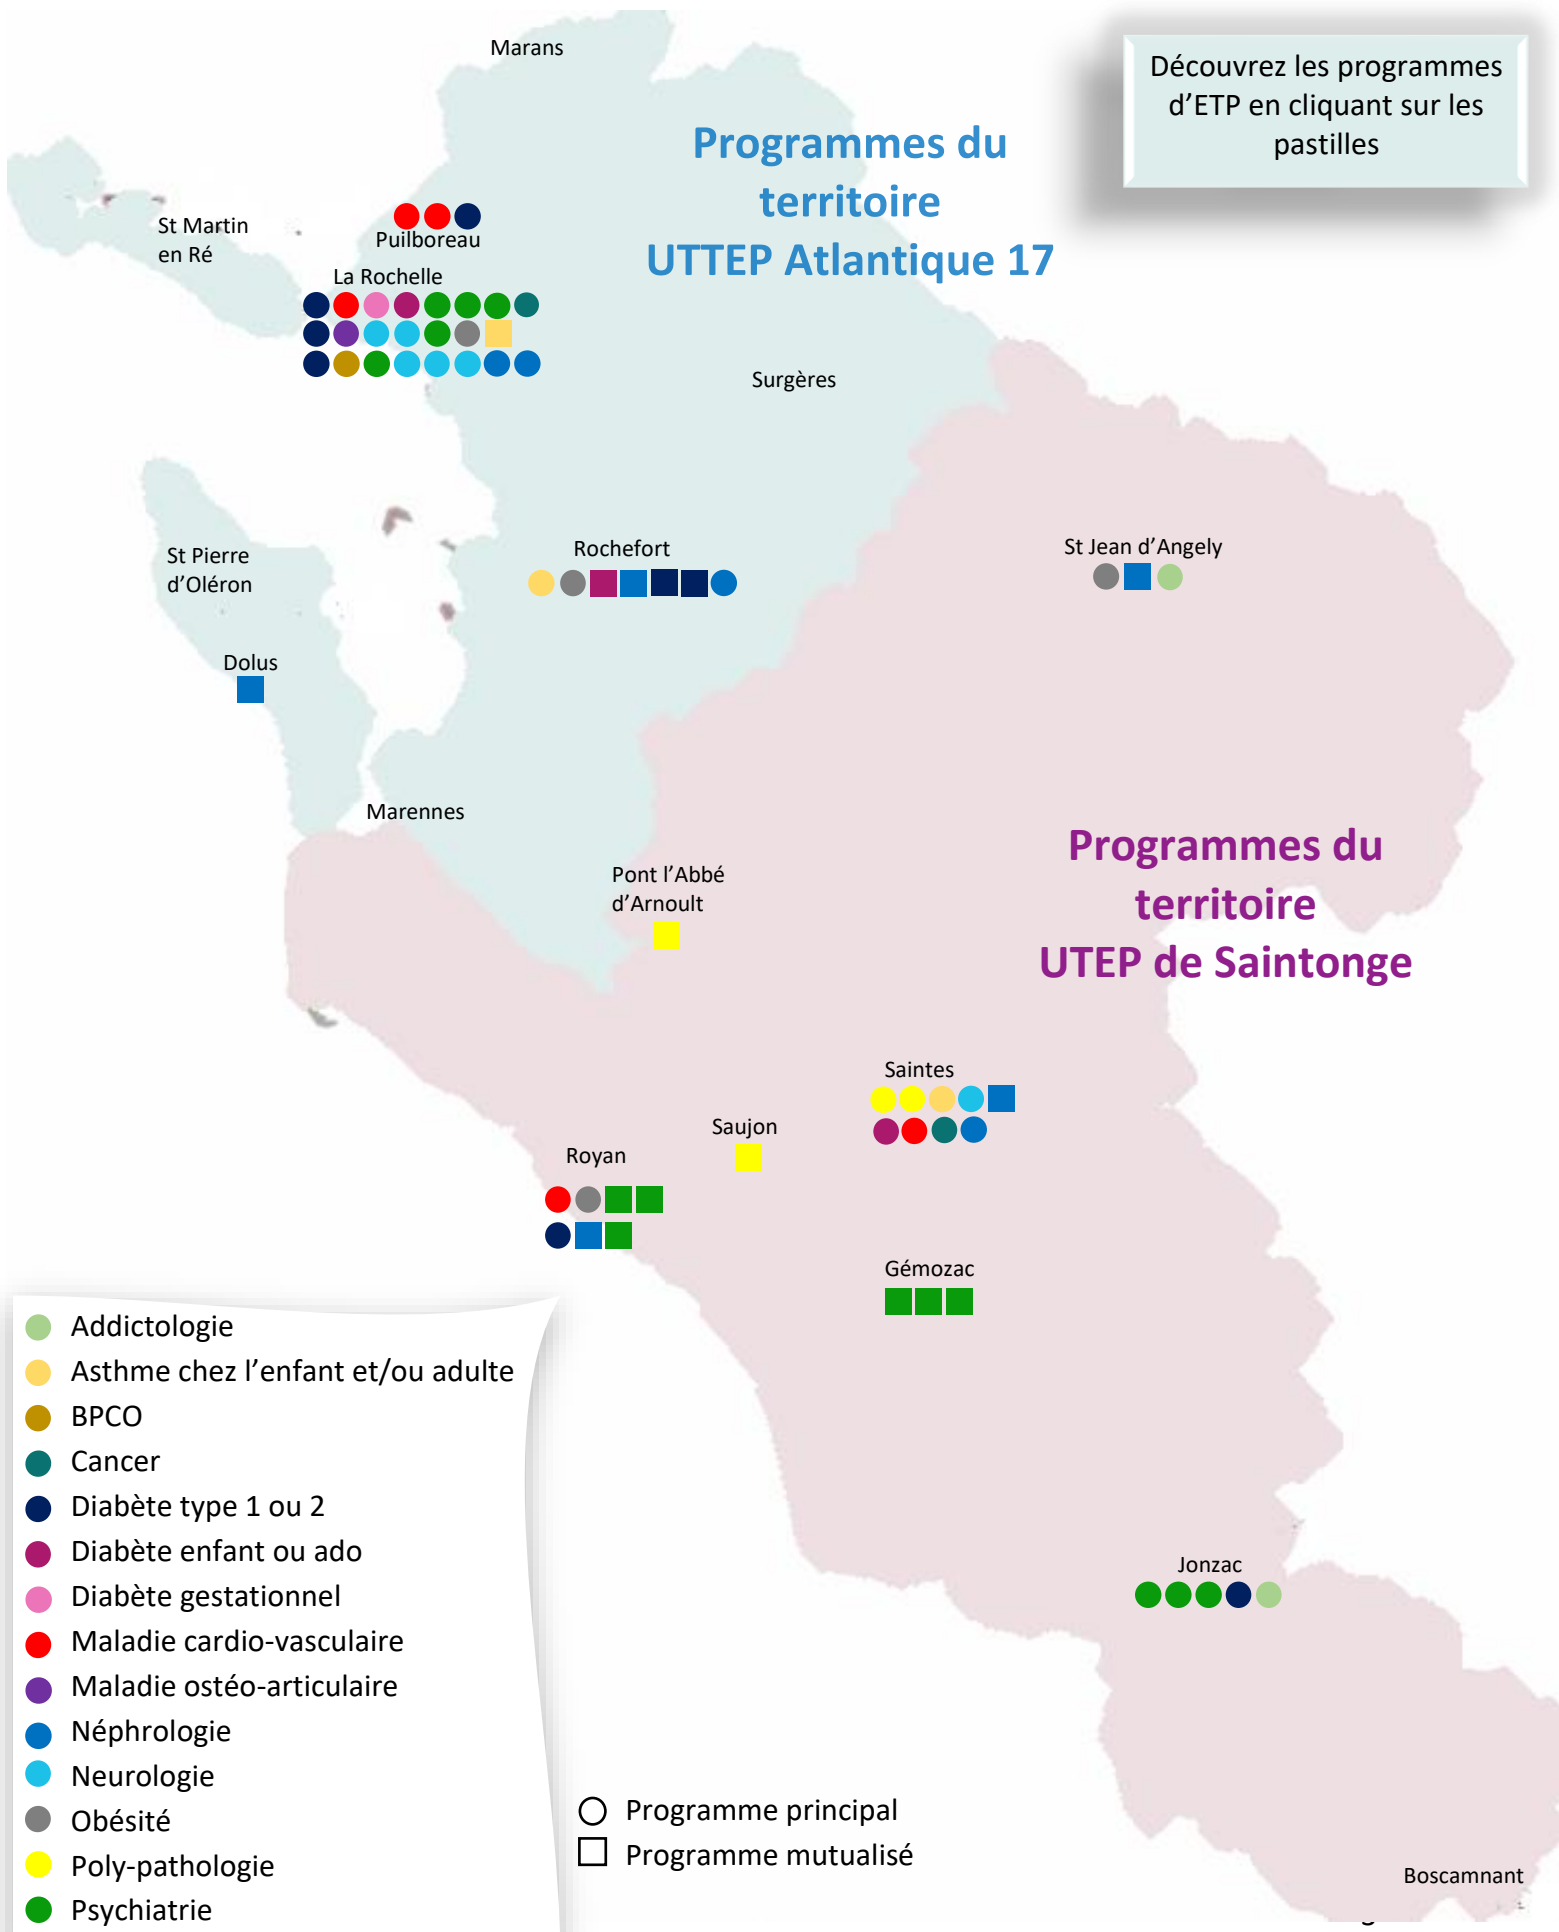 Marans
Découvrez les programmes
d’ETP en cliquant sur les
pastilles
Programmes du
territoire
UTTEP Atlantique 17
St Martin
en Ré
Puilboreau
La Rochelle
Surgères
St Pierre
d’Oléron
Rochefort
St Jean d’Angely
Dolus
Marennes
Pont l’Abbé
d’Arnoult
Programmes du
territoire
UTEP de Saintonge
Saintes
Saujon
Royan
Gémozac
Jonzac
Addictologie
Asthme chez l’enfant et/ou adulte
BPCO
Cancer
Diabète type 1 ou 2
Diabète enfant ou ado
Diabète gestationnel
Maladie cardio-vasculaire
Maladie ostéo-articulaire
Néphrologie
Neurologie
Obésité
Poly-pathologie
Psychiatrie
Programme principal
Programme mutualisé
Boscamnant